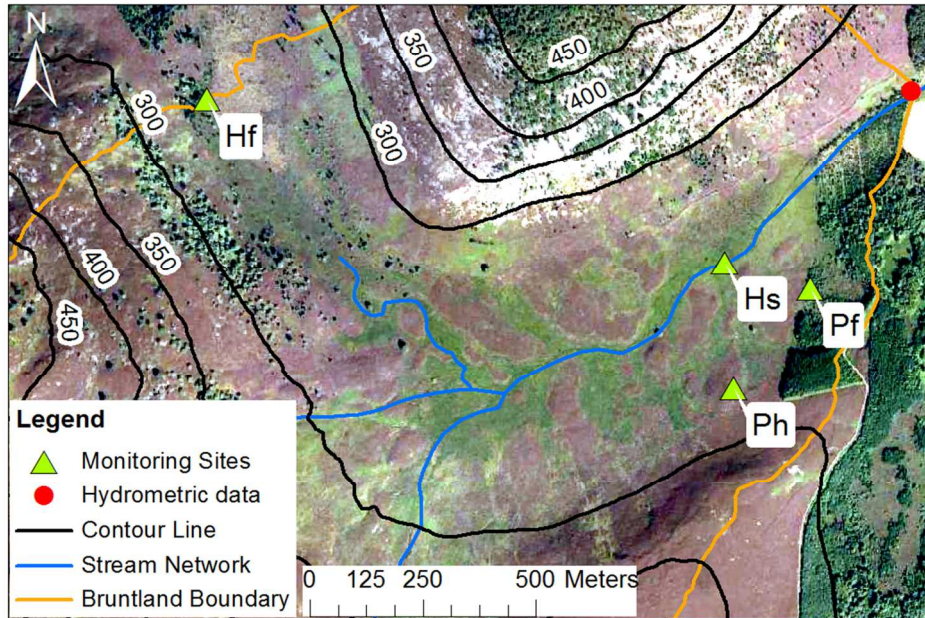 N
450
350
400
300
Hf
300
350
400
450
Hs
Pf
Ph
Legend
Monitoring Sites
Hydrometric data
Contour Line
Stream Network
Bruntland Boundary
0 125 250 500 Meters